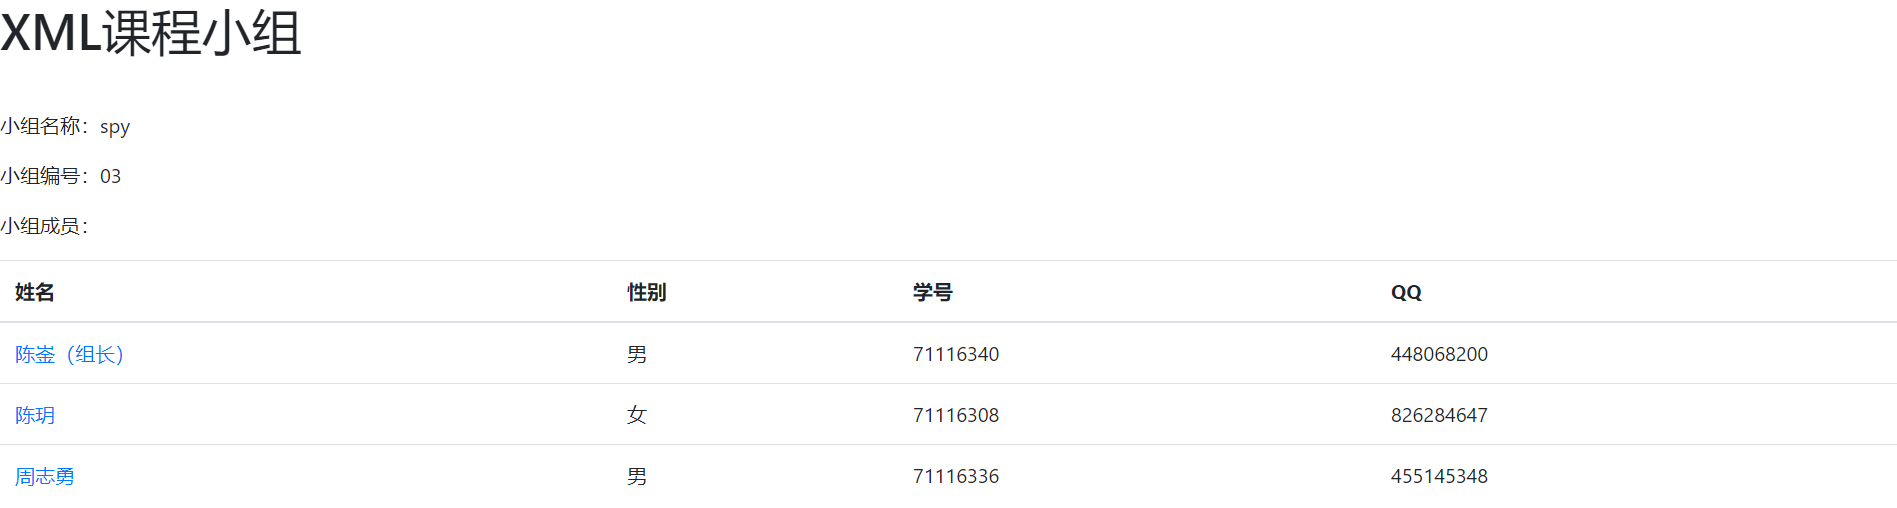 XML课程小组
小组名称：spy
小组编号：03
小组成员：
姓名 性别 学号 QQ
陈崟（组长） 男 71116340 448068200
陈玥 女 71116308 826284647
周志勇 男 71116336 455145348